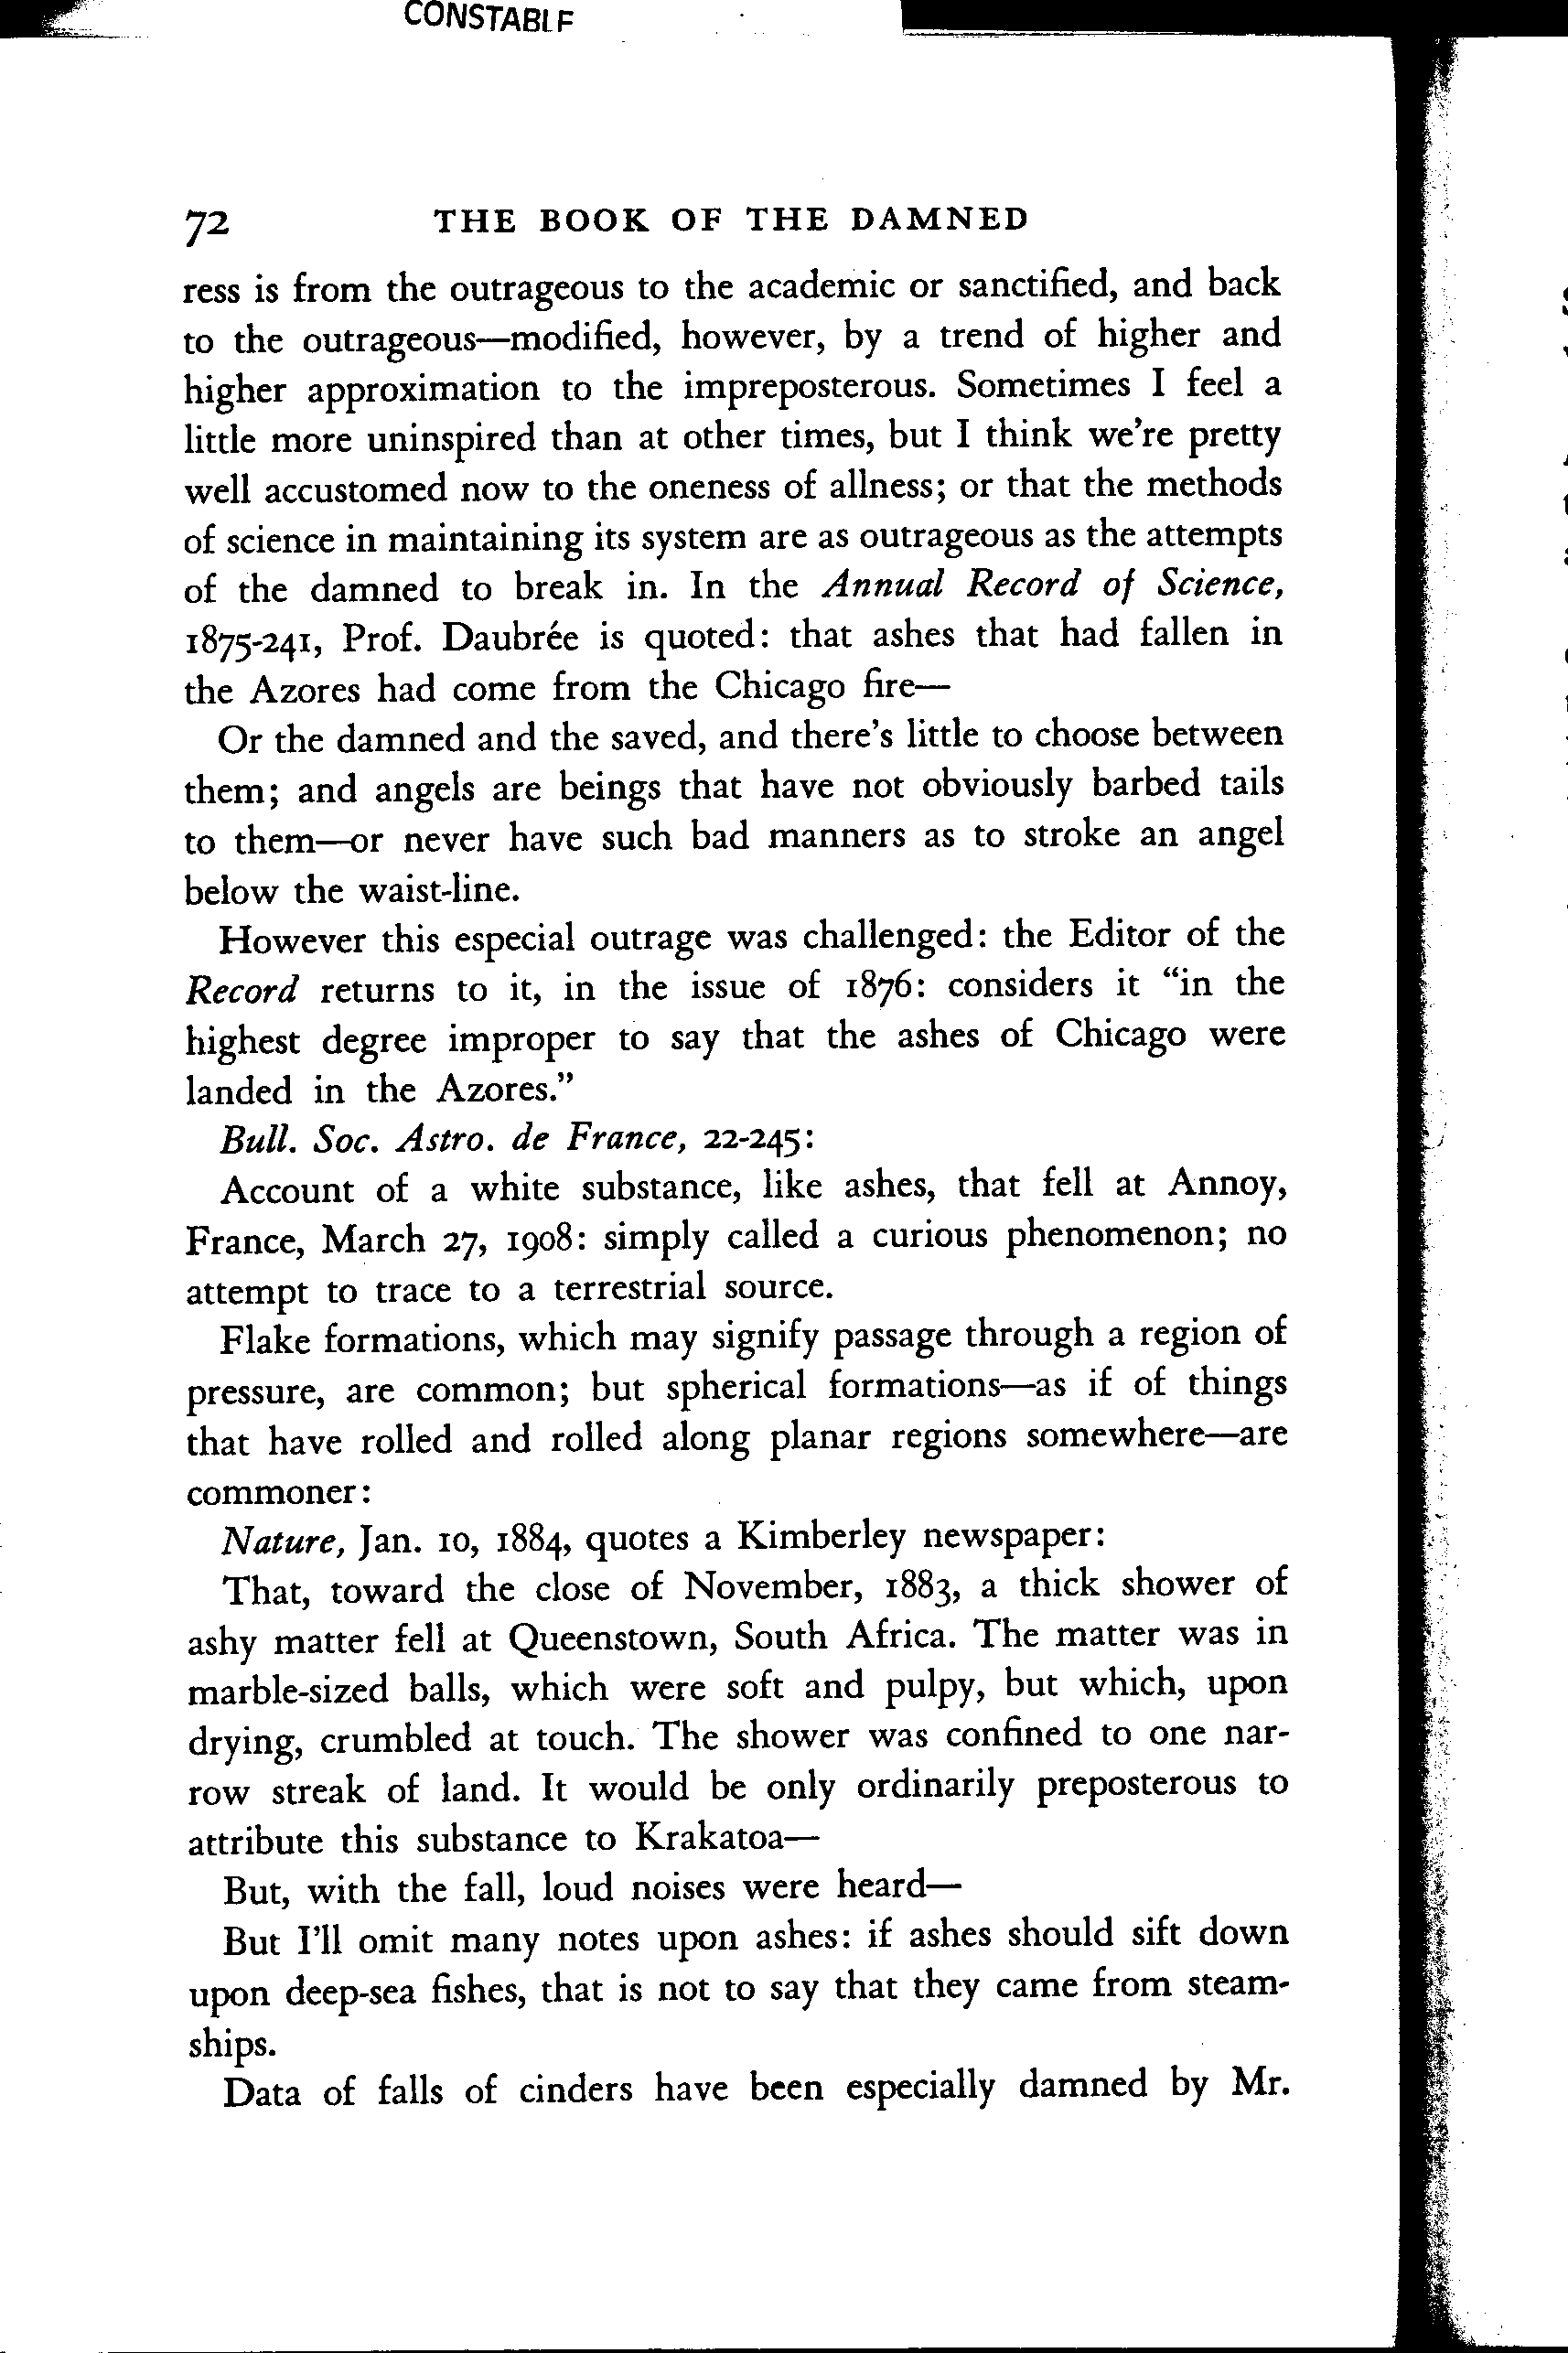 CONSTABLE
72 THE BOOK OF THE DAMNED
ress is from the outrageous to the academic or sanctified, and back
to the outrageous—modified, however, by a trend of higher and
higher approximation to the impreposterous. Sometimes I feel a
little more uninspired than at other times, but I think we're pretty
well accustomed now to the oneness of allness; or that the methods
of science in maintaining its system are as outrageous as the attempts
of the damned to break in. In the Annual Record of Science,
1875-241, Prof. Daubrée is quoted: that ashes that had fallen in
the Azores had come from the Chicago fire—
Or the damned and the saved, and there's little to choose between
them; and angels are beings that have not obviously barbed tails
to them—or never have such bad manners as to stroke an angel
below the waist-line.
However this especial outrage was challenged: the Editor of the
Record returns to it, in the issue of 1876: considers it "in the
highest degree improper to say that the ashes of Chicago were
landed in the Azores."
Bull. Soc. Astro. de France, 22-245:
Account of a white substance, like ashes, that fell at Annoy,
France, March 27, 1908: simply called a curious phenomenon; no
attempt to trace to a terrestrial source.
Flake formations, which may signify passage through a region of
pressure, are common; but spherical formations—as if of things
that have rolled and rolled along planar regions somewhere—are
commoner:
Nature, Jan. 10, 1884, quotes a Kimberley newspaper:
That, toward the close of November, 1883, a thick shower of
ashy matter fell at Queenstown, South Africa. The matter was in
marble-sized balls, which were soft and pulpy, but which, upon
drying, crumbled at touch. The shower was confined to one nar-
row streak of land. It would be only ordinarily preposterous to
attribute this substance to Krakatoa—
But, with the fall, loud noises were heard—
But I'll omit many notes upon ashes: if ashes should sift down
upon deep-sea fishes, that is not to say that they came from steam-
ships.
Data of falls of cinders have been especially damned by Mr.